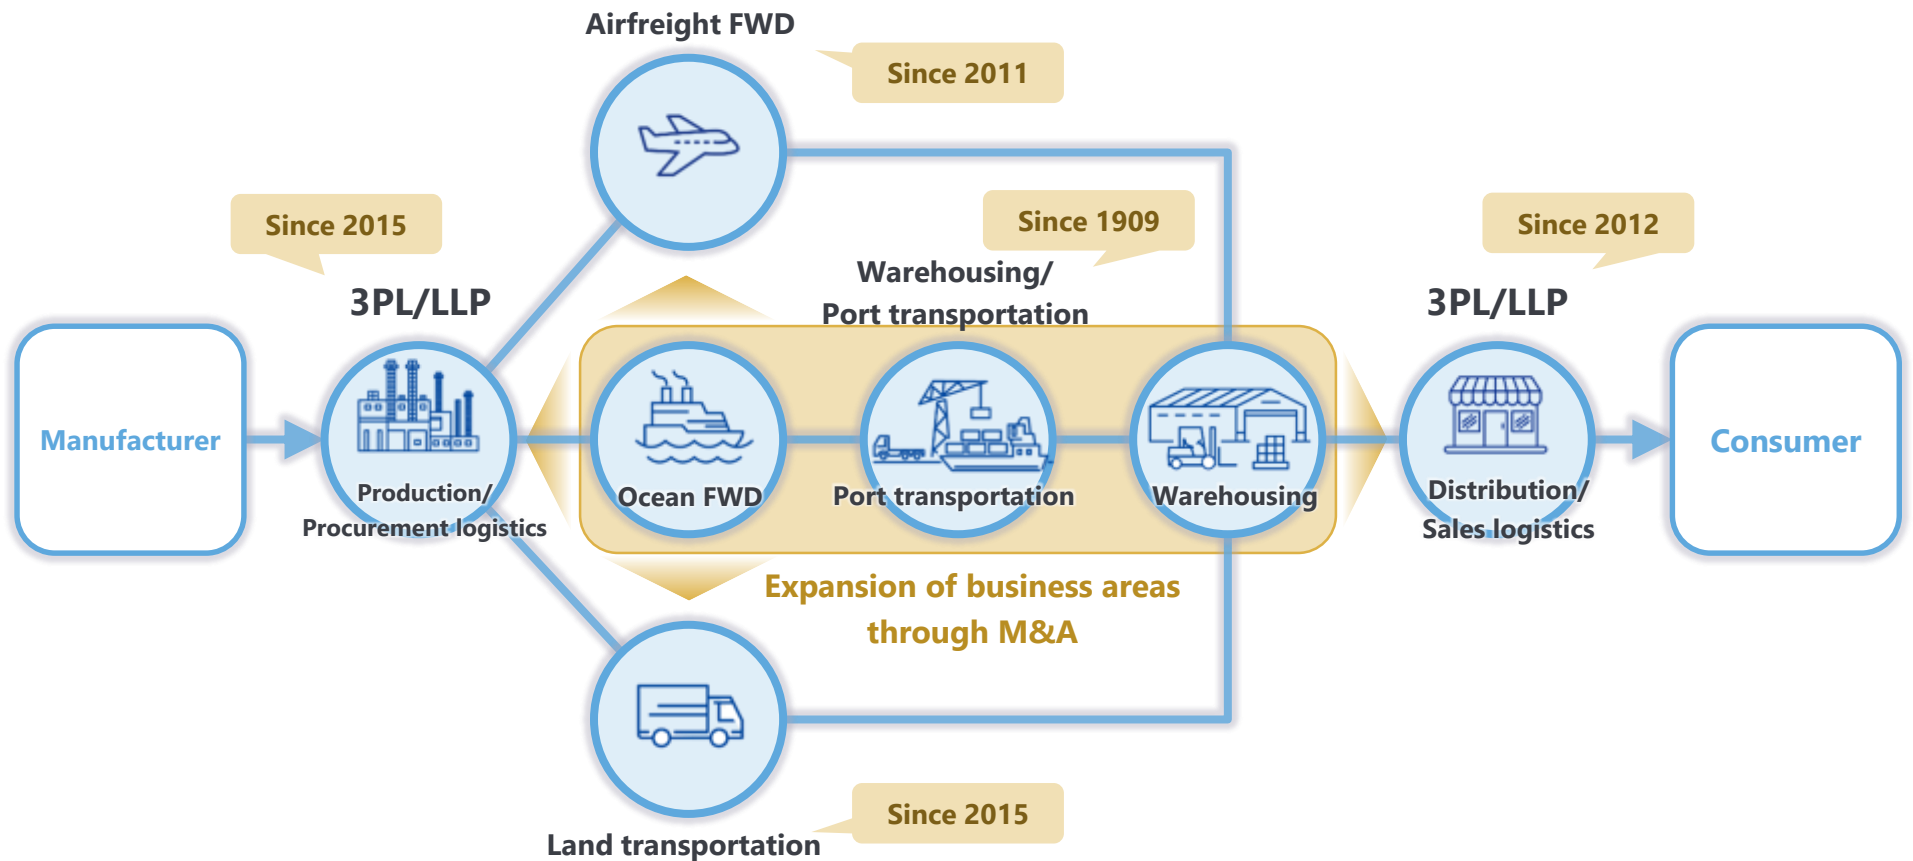 Airfreight FWD
Since 2011
Since 2015
Since 1909
Since 2012
3PL/LLP
Warehousing/
Port transportation
3PL/LLP
Manufacturer
Production/
Procurement logistics
Ocean FWD
Port transportation
Warehousing
Distribution/
Sales logistics
Consumer
Expansion of business areas
through M&A
Since 2015
Land transportation